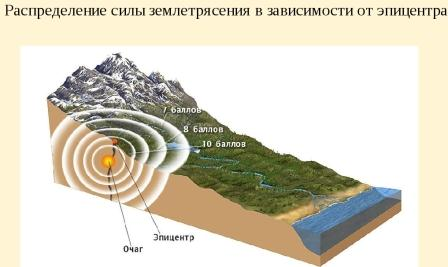 Распределение силы землетрясения в зависимости от эпицентра
7 баллов
8 баллов
10 баллов
Эпицентр
Очаг